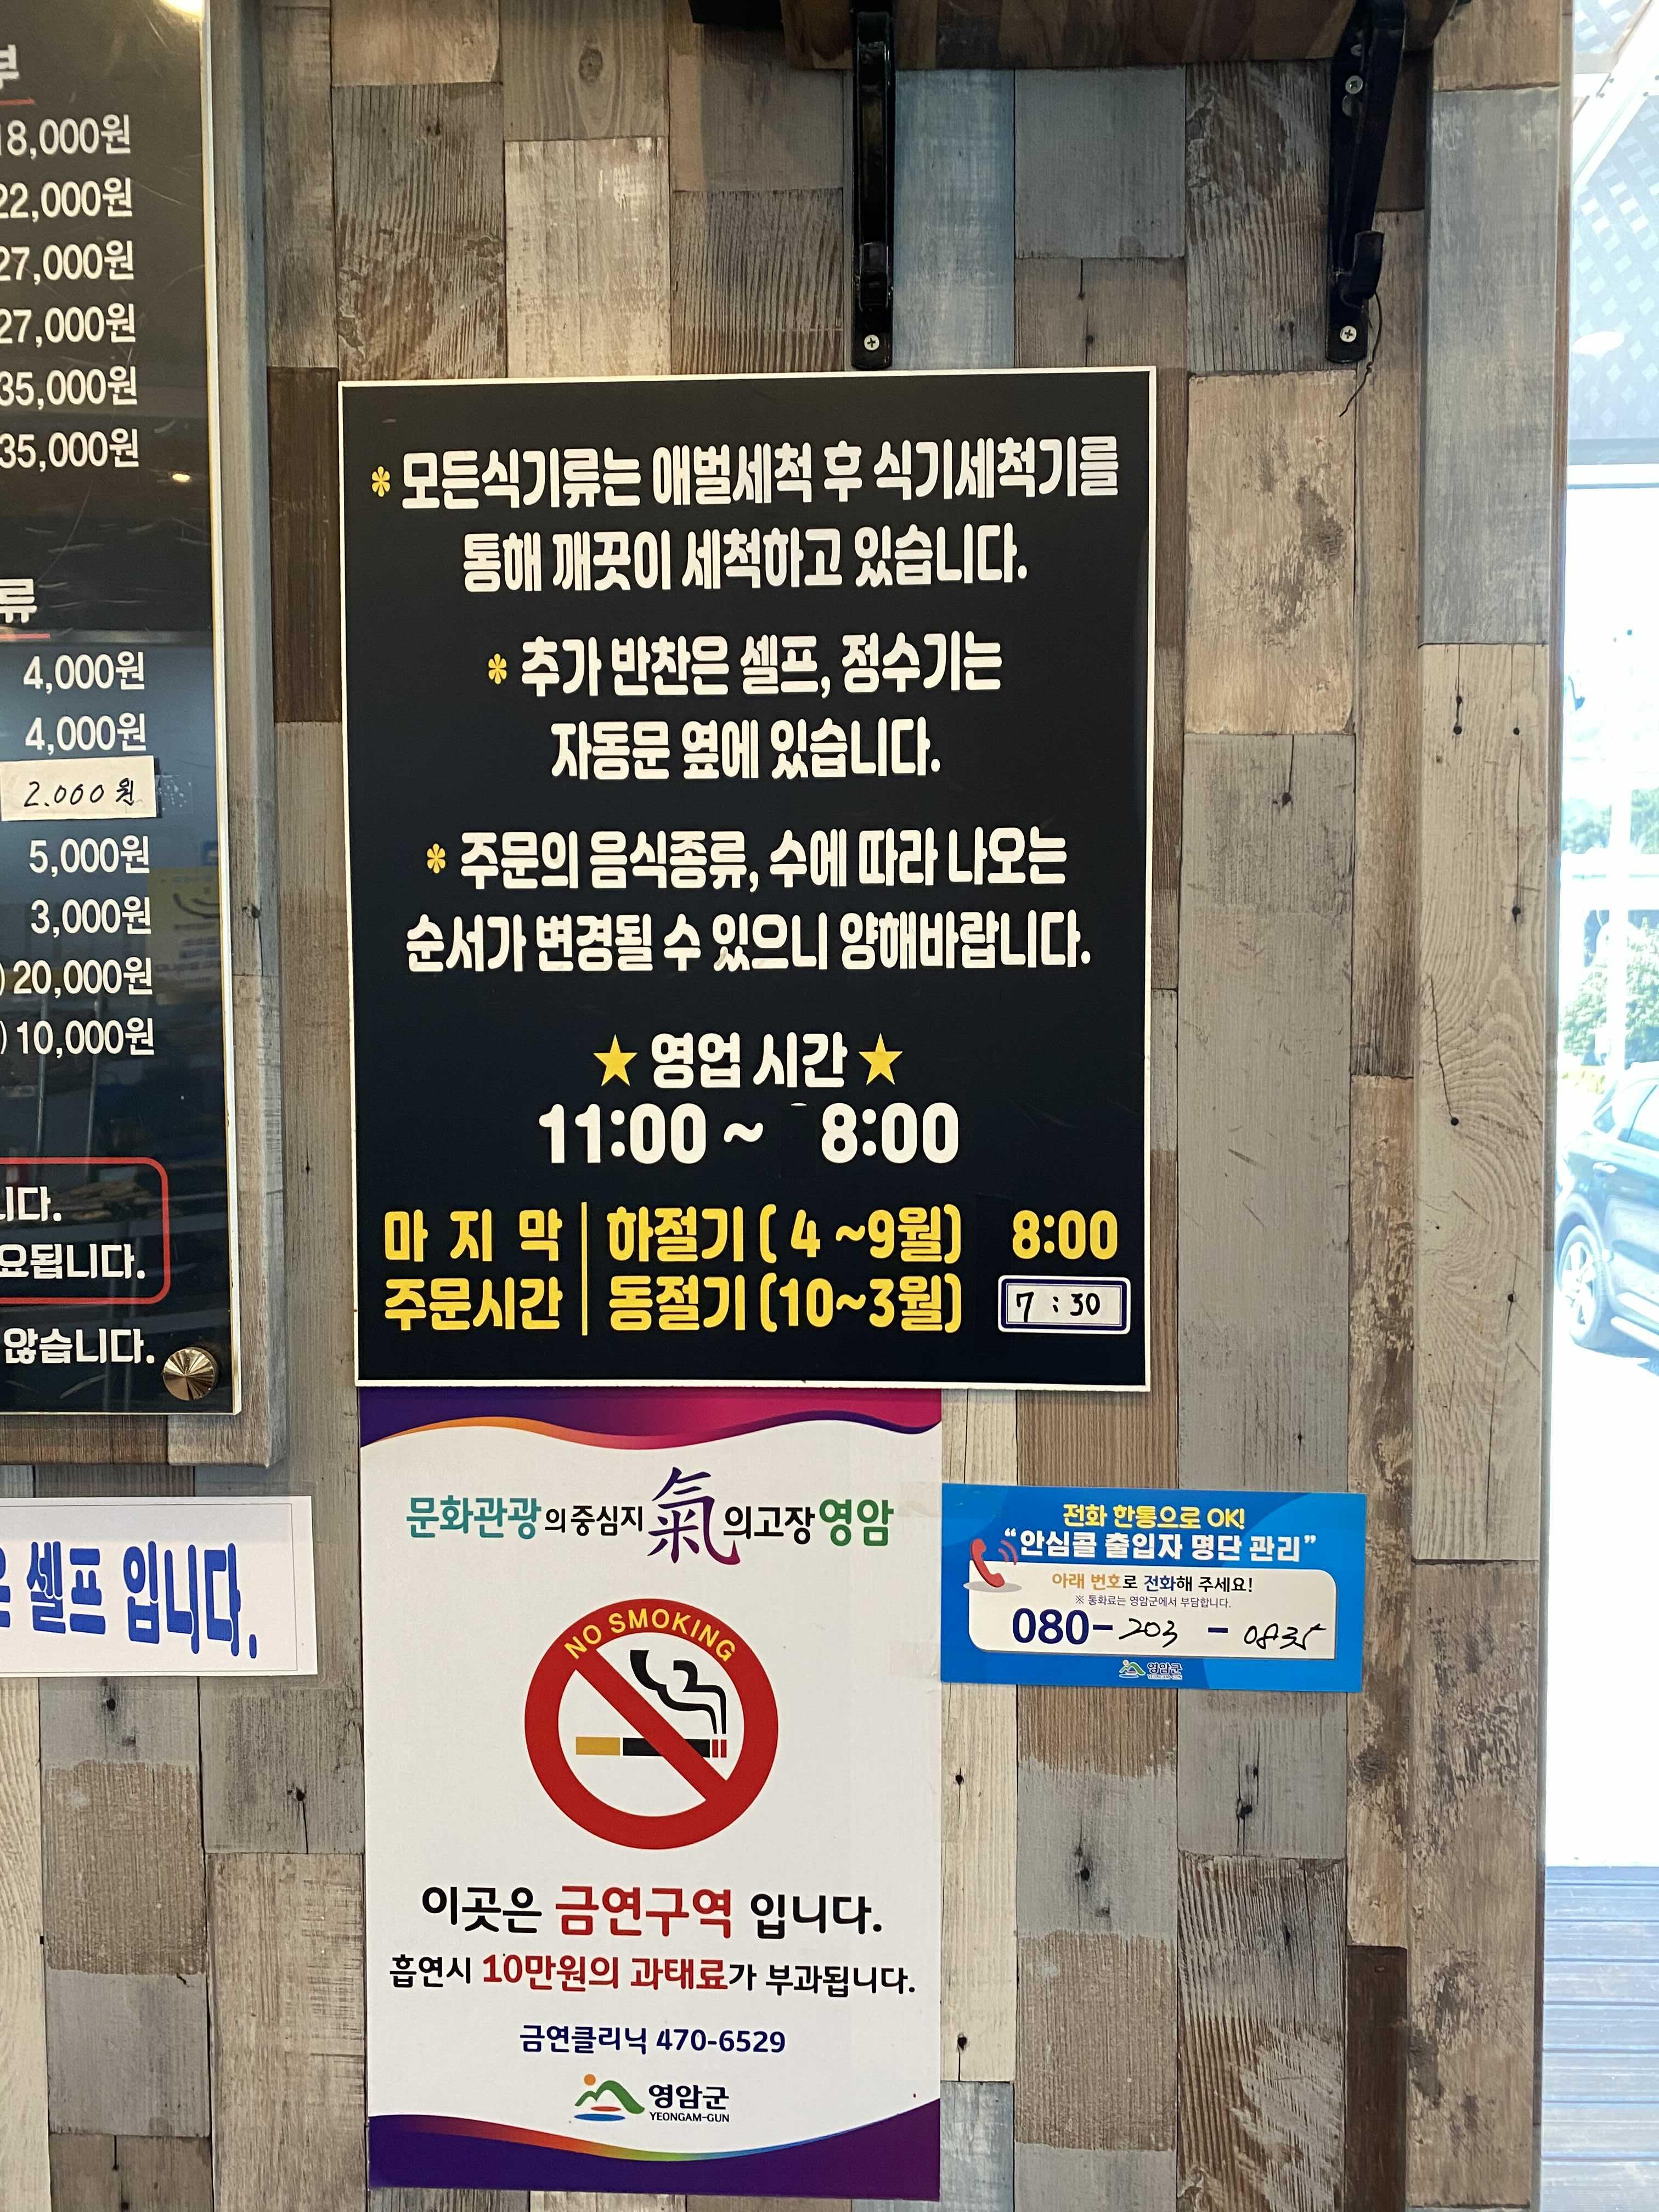 부
18,000원
22,000원
27,000원
27,000원
35,000원
35,000원
류
4,000원
4,000원
2.000원
5,000원
3,000원
) 20,000원
) 10,000원
니다.
요됩니다.
않습니다.
셀프 입니다.
* 모든식기류는 애벌세척 후 식기세척기를
통해 깨끗이 세척하고 있습니다.
* 추가 반찬은 셀프, 정수기는
자동문 옆에 있습니다.
* 주문의 음식종류, 수에 따라 나오는
순서가 변경될 수 있으니 양해바랍니다.
★ 영업 시간 ★
11:00 ~ 8:00
마 지 막 | 하절기 ( 4 ~9월) 8:00
주문시간 | 동절기 (10~3월) 7 : 30
문화관광의중심지 氣의고장 영암
NO SMOKING
이곳은 금연구역 입니다.
흡연시 10만원의 과태료가 부과됩니다.
금연클리닉 470-6529
영암군
YEONGAM-GUN
전화 한통으로 OK!
“안심콜 출입자 명단 관리”
아래 번호로 전화해 주세요!
※ 통화료는 영암군에서 부담합니다.
080-203-0835
영암군
YEONGAM-GUN